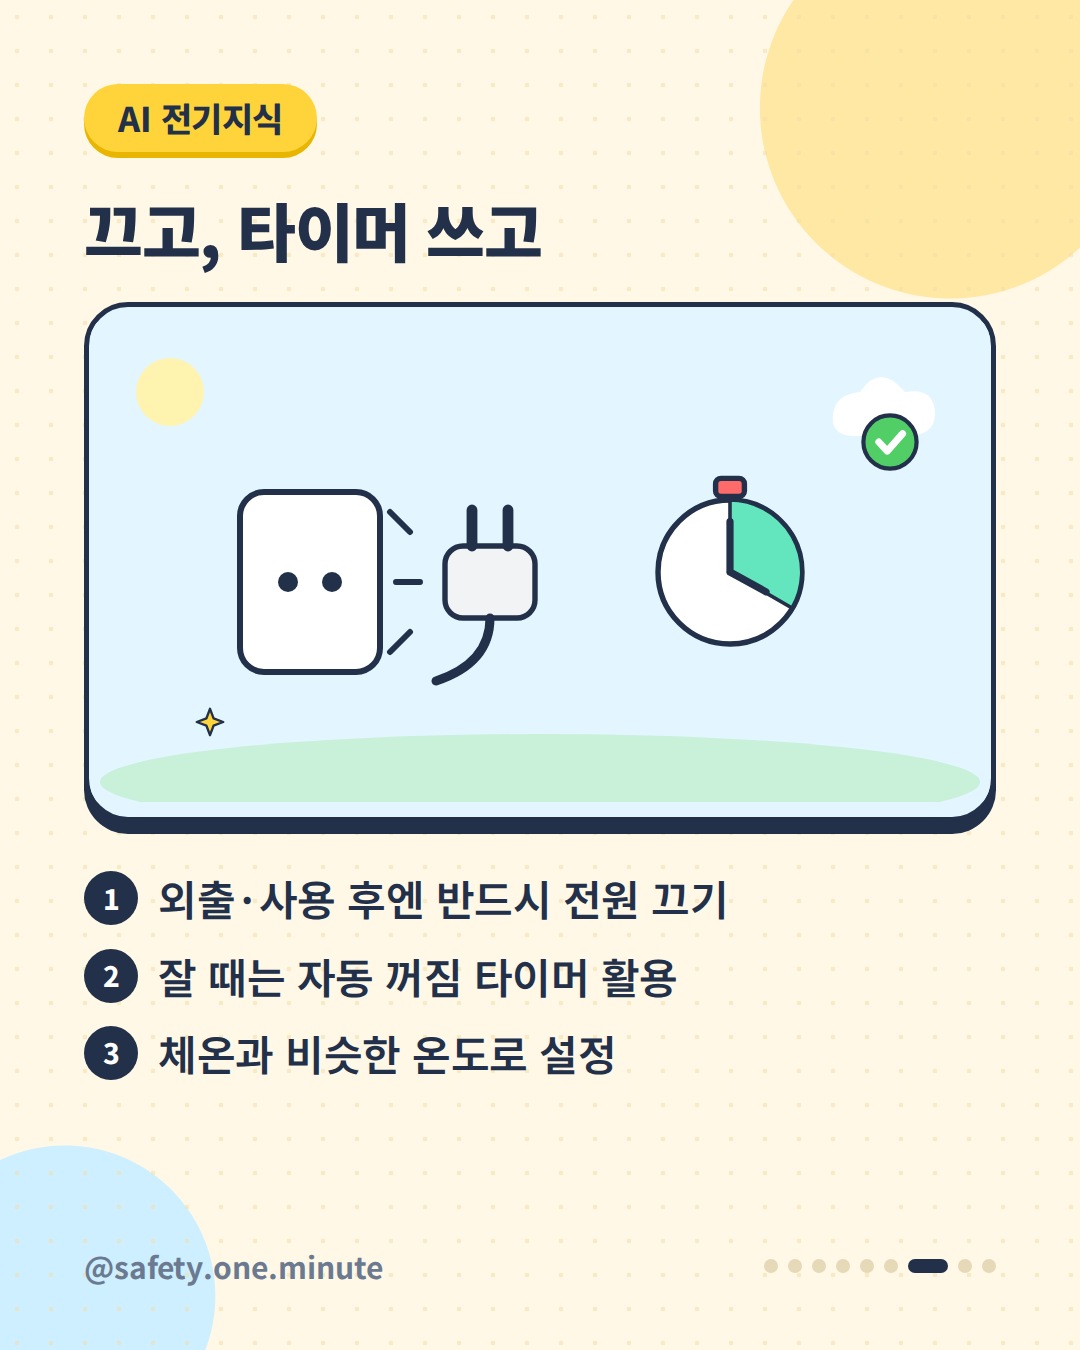 AI 전기지식
끄고, 타이머 쓰고
1 외출·사용 후엔 반드시 전원 끄기
2 잘 때는 자동 꺼짐 타이머 활용
3 체온과 비슷한 온도로 설정
@safety.one.minute